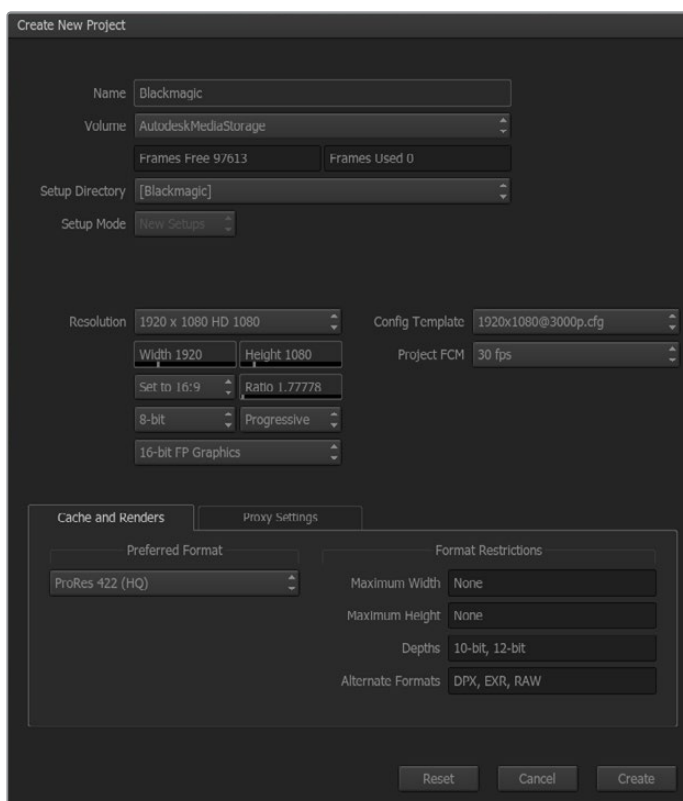 Create New Project
Name Blackmagic
Volume AutodeskMediaStorage
Frames Free 97613 Frames Used 0
Setup Directory [Blackmagic]
Setup Mode New Setups
Resolution 1920 x 1080 HD 1080 Config Template 1920x1080@3000p.cfg
Width 1920 Height 1080 Project FCM 30 fps
Set to 16:9 Ratio 1.77778
8-bit Progressive
16-bit FP Graphics
Cache and Renders Proxy Settings
Preferred Format Format Restrictions
ProRes 422 (HQ) Maximum Width None
Maximum Height None
Depths 10-bit, 12-bit
Alternate Formats DPX, EXR, RAW
Reset Cancel Create